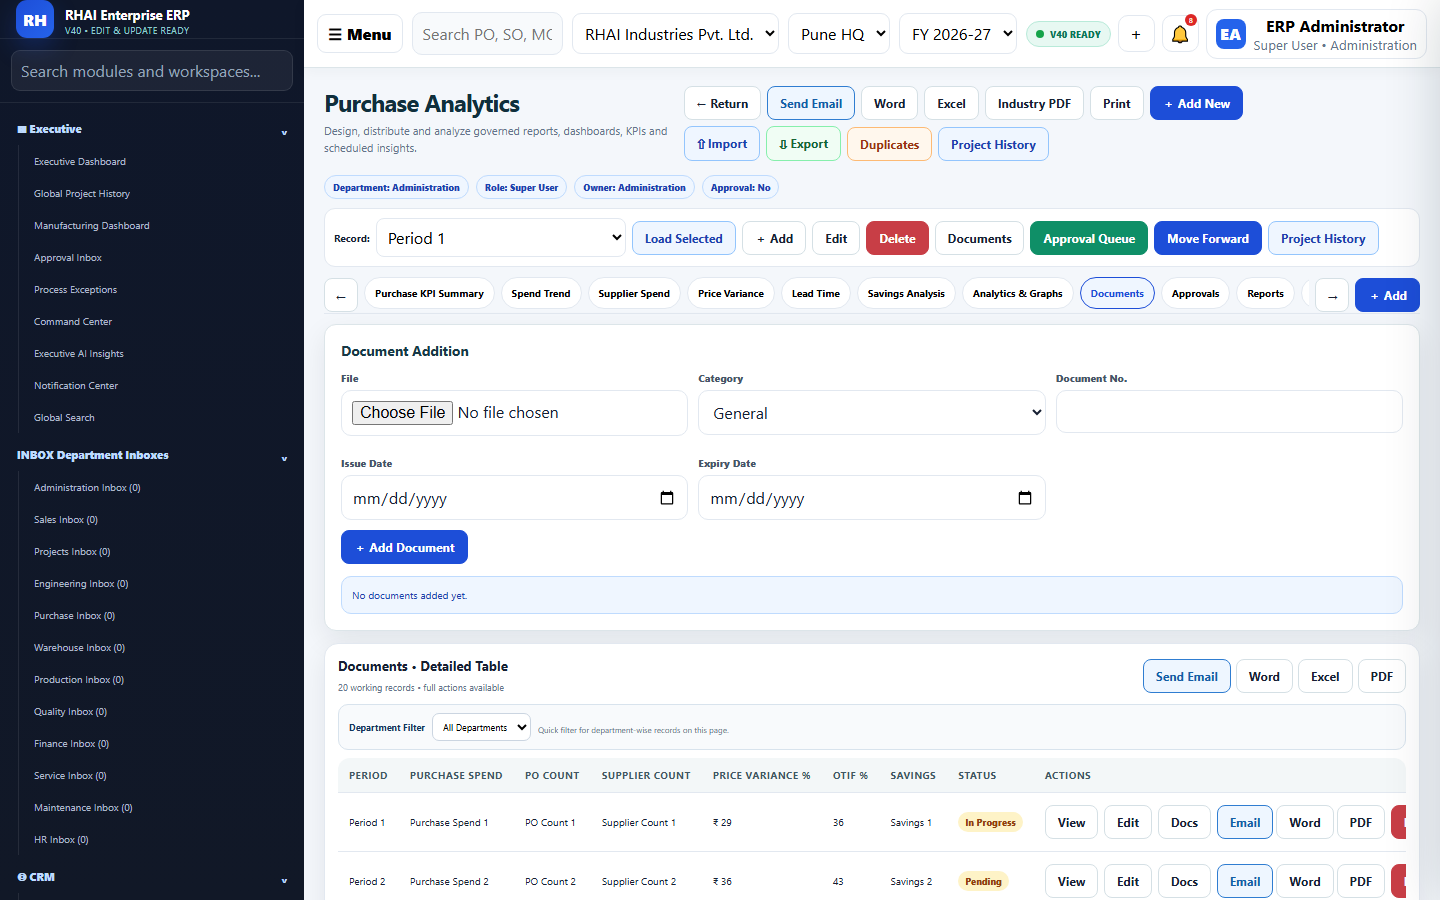 RH
RHAI Enterprise ERP
V40 • EDIT & UPDATE READY
Search modules and workspaces...
Executive
Executive Dashboard
Global Project History
Manufacturing Dashboard
Approval Inbox
Process Exceptions
Command Center
Executive AI Insights
Notification Center
Global Search
INBOX Department Inboxes
Administration Inbox (0)
Sales Inbox (0)
Projects Inbox (0)
Engineering Inbox (0)
Purchase Inbox (0)
Warehouse Inbox (0)
Production Inbox (0)
Quality Inbox (0)
Finance Inbox (0)
Service Inbox (0)
Maintenance Inbox (0)
HR Inbox (0)
CRM
☰ Menu
Search PO, SO, MO
RHAI Industries Pvt. Ltd.
Pune HQ
FY 2026-27
V40 READY
+
8
EA
ERP Administrator
Super User • Administration
Purchase Analytics
Design, distribute and analyze governed reports, dashboards, KPIs and
scheduled insights.
← Return
Send Email
Word
Excel
Industry PDF
Print
+ Add New
⇧ Import
⇩ Export
Duplicates
Project History
Department: Administration
Role: Super User
Owner: Administration
Approval: No
Record:
Period 1
Load Selected
+ Add
Edit
Delete
Documents
Approval Queue
Move Forward
Project History
←
Purchase KPI Summary
Spend Trend
Supplier Spend
Price Variance
Lead Time
Savings Analysis
Analytics & Graphs
Documents
Approvals
Reports
→
+ Add
Document Addition
File
Category
Document No.
Choose File No file chosen
General
Issue Date
Expiry Date
mm/dd/yyyy
mm/dd/yyyy
+ Add Document
No documents added yet.
Documents • Detailed Table
20 working records • full actions available
Send Email
Word
Excel
PDF
Department Filter
All Departments
Quick filter for department-wise records on this page.
PERIOD PURCHASE SPEND PO COUNT SUPPLIER COUNT PRICE VARIANCE % OTIF % SAVINGS STATUS ACTIONS
Period 1 Purchase Spend 1 PO Count 1 Supplier Count 1 ₹ 29 36 Savings 1 In Progress View Edit Docs Email Word PDF
Period 2 Purchase Spend 2 PO Count 2 Supplier Count 2 ₹ 36 43 Savings 2 Pending View Edit Docs Email Word PDF